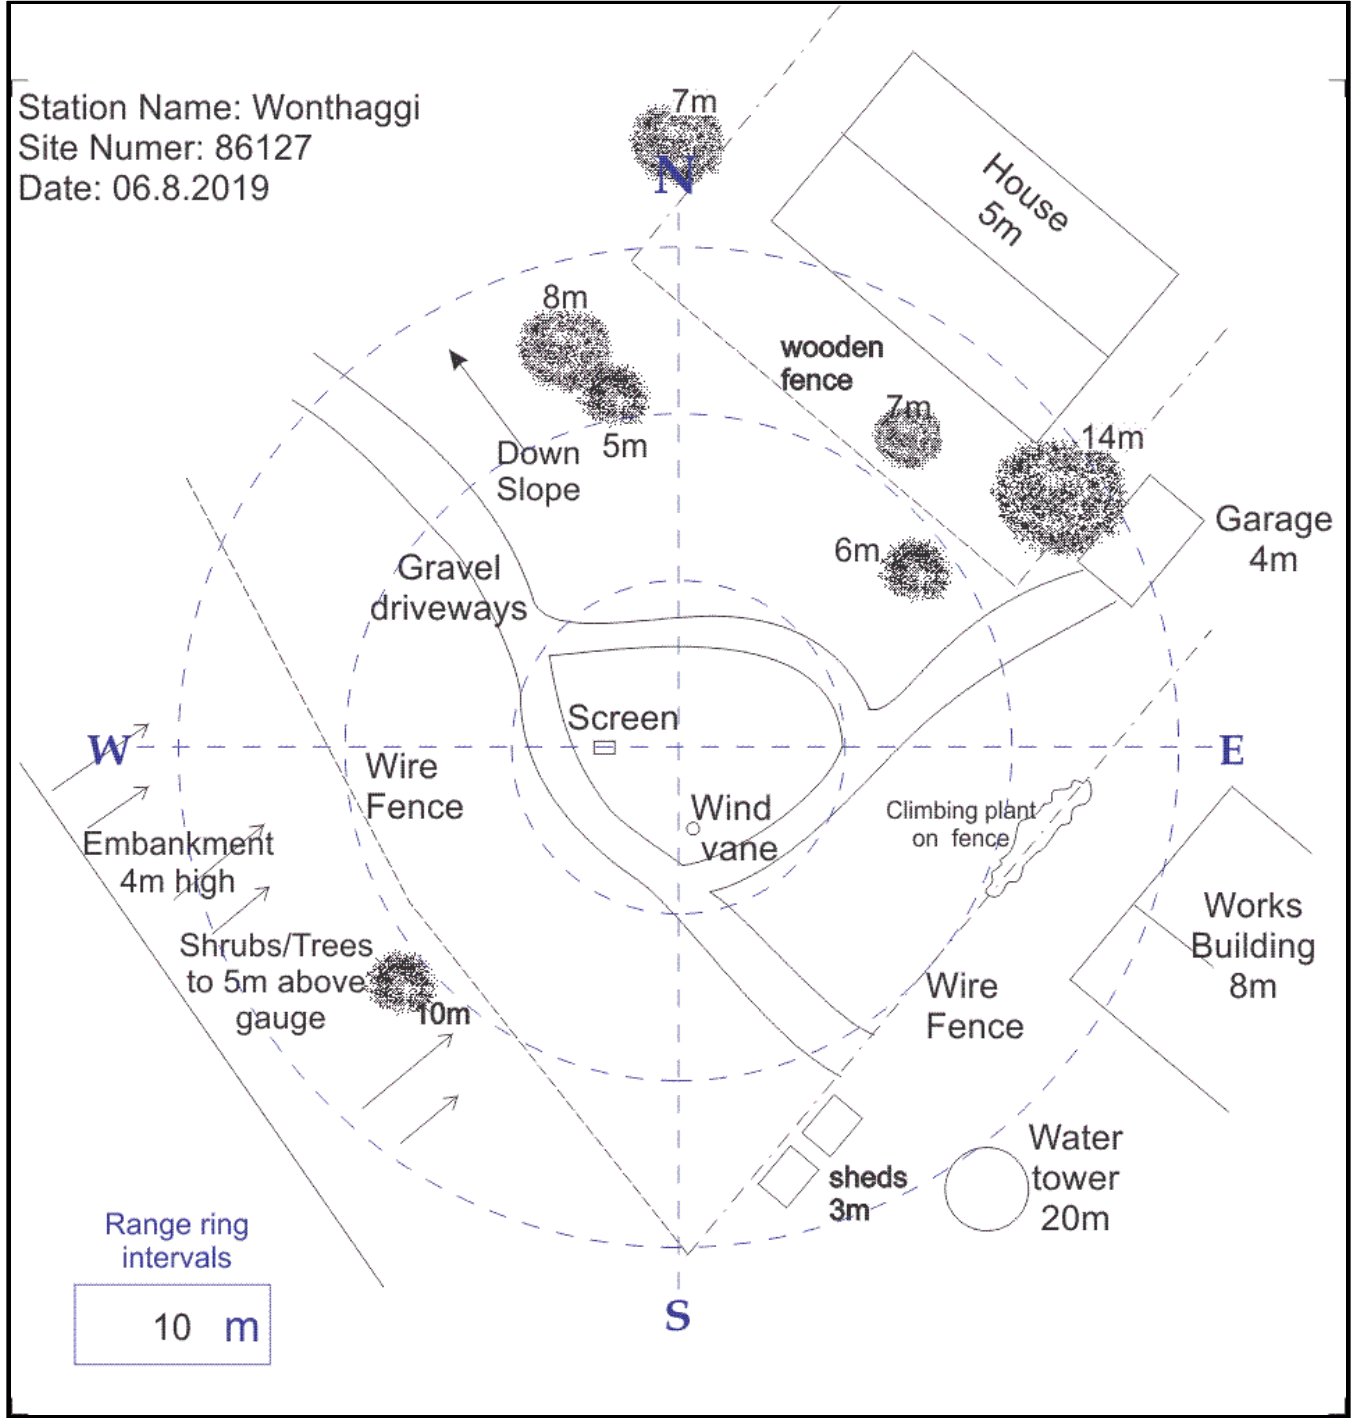 Station Name: Wonthaggi
Site Numer: 86127
Date: 06.8.2019
7m
N
House
5m
8m
wooden
fence
7m
5m
14m
Down
Slope
6m
Garage
4m
Gravel
driveways
Screen
W
E
Wire
Fence
Wind
vane
Climbing plant
on fence
Embankment
4m high
Works
Building
8m
Shrubs/Trees
to 5m above
gauge
10m
Wire
Fence
Water
tower
20m
sheds
3m
Range ring
intervals
10 m
S